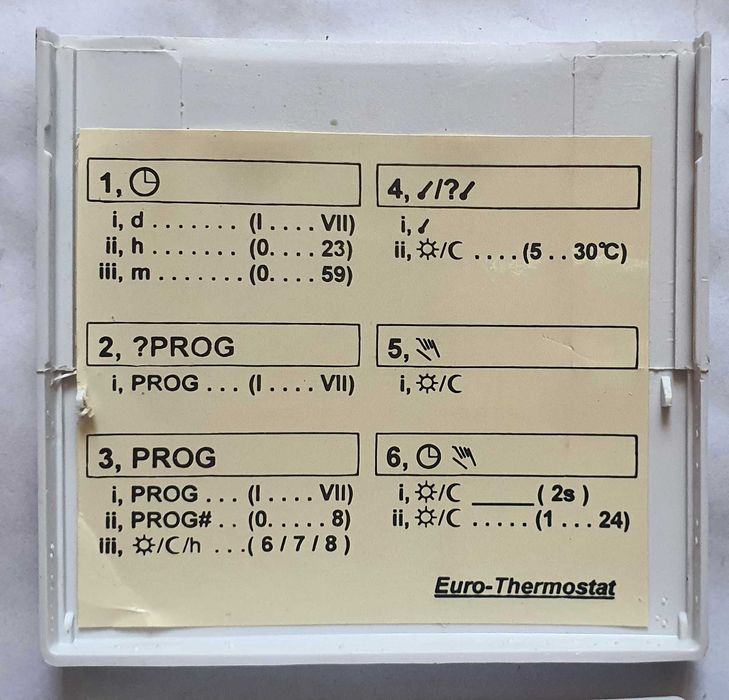 1,
i, d ....... (I .... VII)
ii, h ....... (0.... 23)
iii, m ....... (0.... 59)
2, ?PROG
i, PROG ... (I .... VII)
3, PROG
i, PROG ... (I .... VII)
ii, PROG# .. (0..... 8)
iii, ☼/☾/h ...( 6 / 7 / 8 )
4, /?
i,
ii, ☼/☾ .... (5 .. 30°C)
5,
i, ☼/☾
6,
i, ☼/☾ _____( 2s )
ii, ☼/☾ ..... (1 ... 24)
Euro-Thermostat